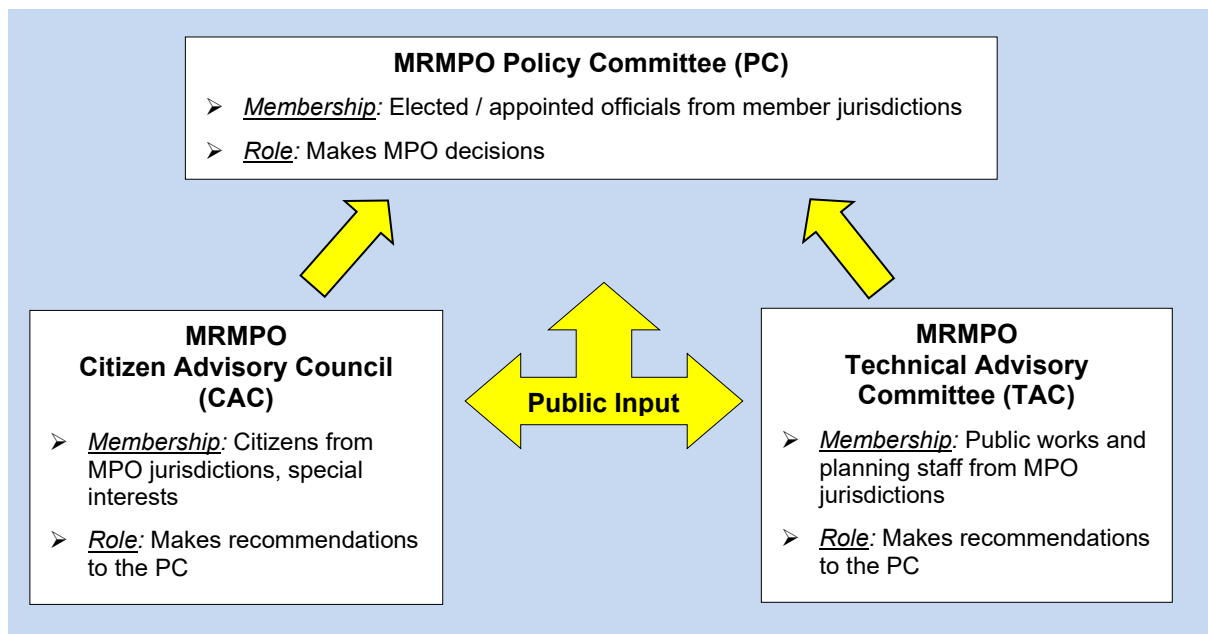 MRMPO Policy Committee (PC)
➢ Membership: Elected / appointed officials from member jurisdictions
➢ Role: Makes MPO decisions
MRMPO
Citizen Advisory Council
(CAC)
➢ Membership: Citizens from
MPO jurisdictions, special
interests
➢ Role: Makes recommendations
to the PC
Public Input
MRMPO
Technical Advisory
Committee (TAC)
➢ Membership: Public works and
planning staff from MPO
jurisdictions
➢ Role: Makes recommendations
to the PC